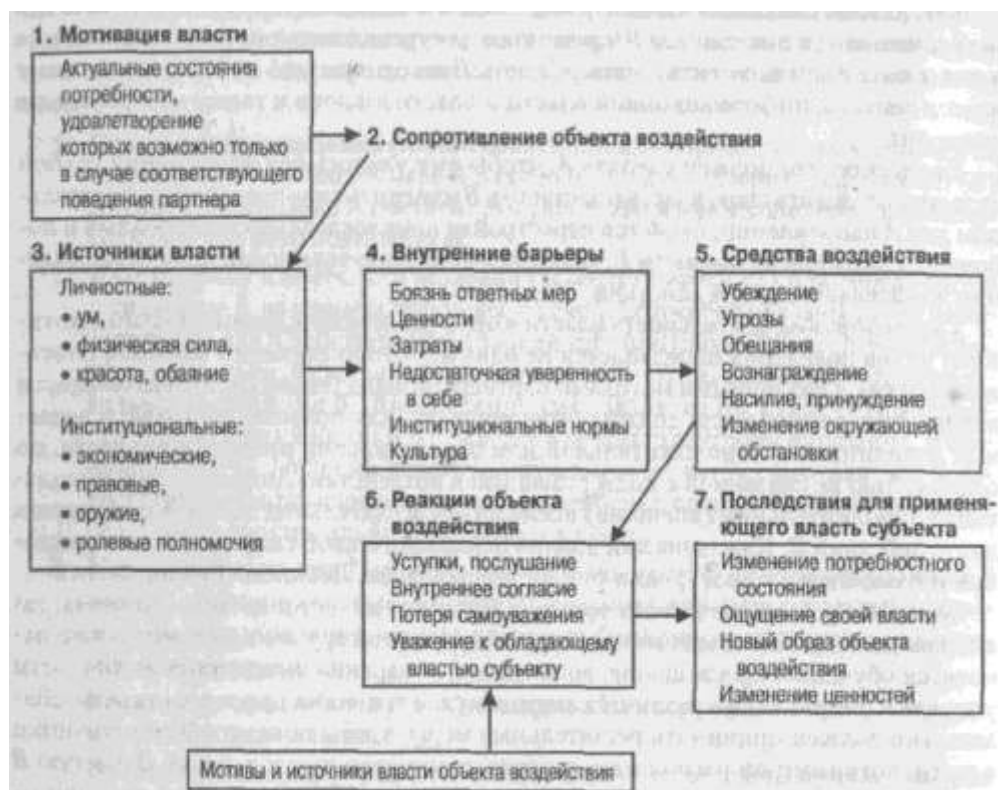 1. Мотивация власти
Актуальные состояния
потребности,
удовлетворение
которых возможно только
в случае соответствующего
поведения партнера
2. Сопротивление объекта воздействия
3. Источники власти
Личностные:
• ум,
• физическая сила,
• красота, обаяние
Институциональные:
• экономические,
• правовые,
• оружие,
• ролевые полномочия
4. Внутренние барьеры
Боязнь ответных мер
Ценности
Затраты
Недостаточная уверенность
в себе
Институциональные нормы
Культура
5. Средства воздействия
Убеждение
Угрозы
Обещания
Вознаграждение
Насилие, принуждение
Изменение окружающей
обстановки
6. Реакции объекта
воздействия
Уступки, послушание
Внутреннее согласие
Потеря самоуважения
Уважение к обладающему
властью субъекту
7. Последствия для применя-
ющего власть субъекта
Изменение потребностного
состояния
Ощущение своей власти
Новый образ объекта
воздействия
Изменение ценностей
Мотивы и источники власти объекта воздействия